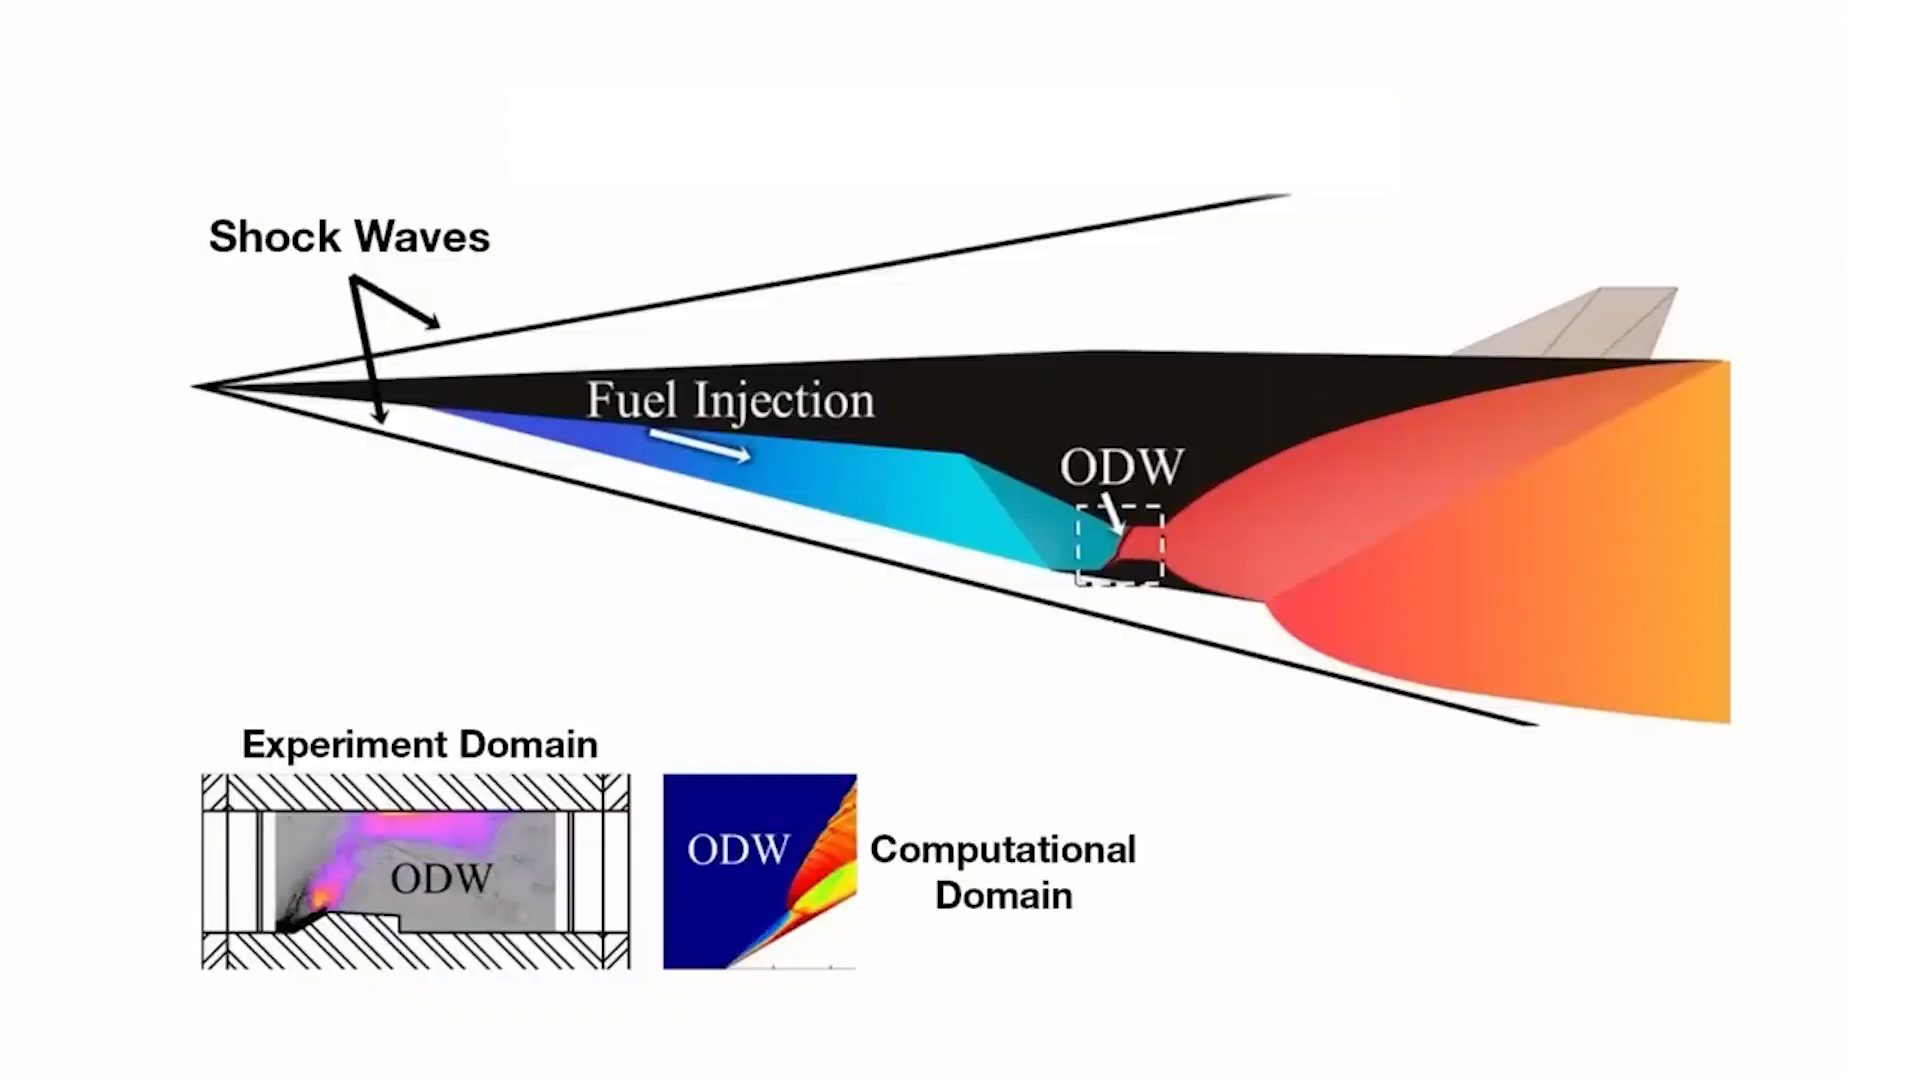 Shock Waves
Fuel Injection
ODW
Experiment Domain
ODW
ODW
Computational
Domain